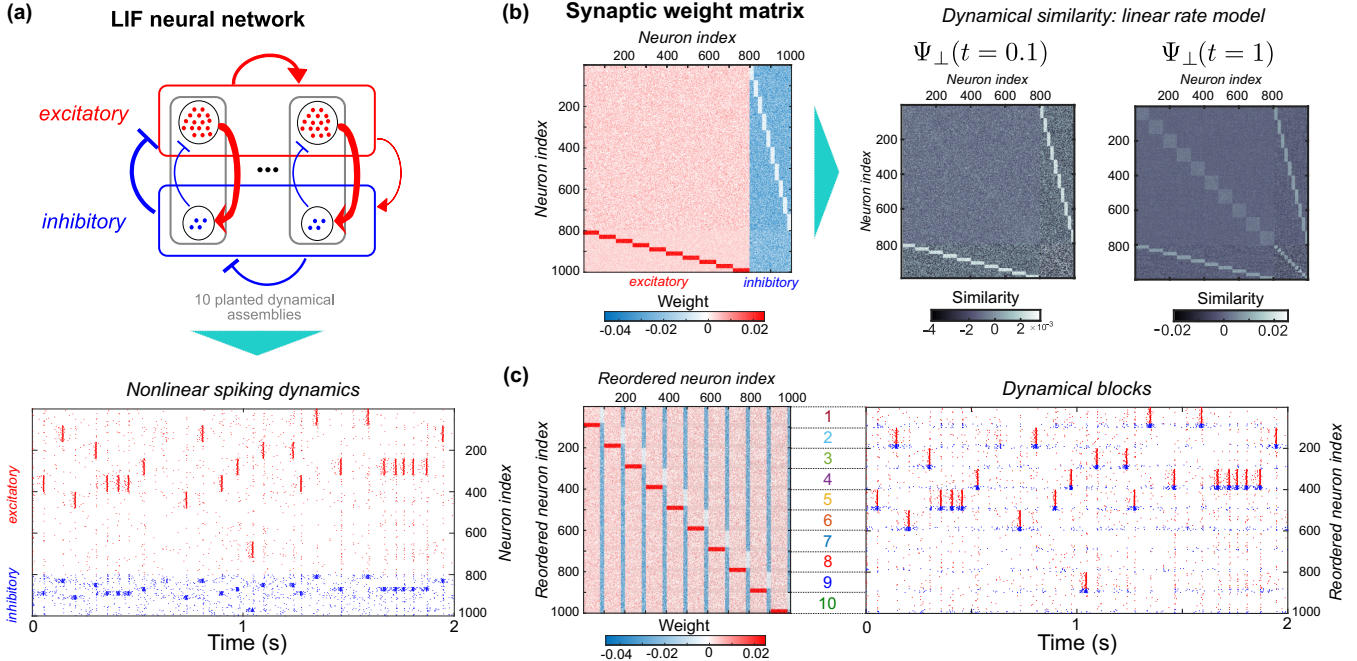 (a)
LIF neural network
excitatory
...
inhibitory
10 planted dynamical
assemblies
Nonlinear spiking dynamics
excitatory
inhibitory
200
400
600
800
1000
Neuron index
0
1
2
Time (s)
(b)
Synaptic weight matrix
Neuron index
200 400 600 800 1000
Neuron index
200
400
600
800
1000
excitatory
inhibitory
Weight
-0.04 -0.02 0 0.02
Dynamical similarity: linear rate model
Ψ⊥(t = 0.1)
Neuron index
200 400 600 800
Neuron index
200
400
600
800
Similarity
-4 -2 0 2 ×10⁻³
Ψ⊥(t = 1)
Neuron index
200 400 600 800
Neuron index
200
400
600
800
Similarity
-0.02 0 0.02
(c)
Reordered neuron index
200 400 600 800 1000
Reordered neuron index
200
400
600
800
1000
Weight
-0.04 -0.02 0 0.02
1
2
3
4
5
6
7
8
9
10
Dynamical blocks
200
400
600
800
1000
Reordered neuron index
0
1
2
Time (s)